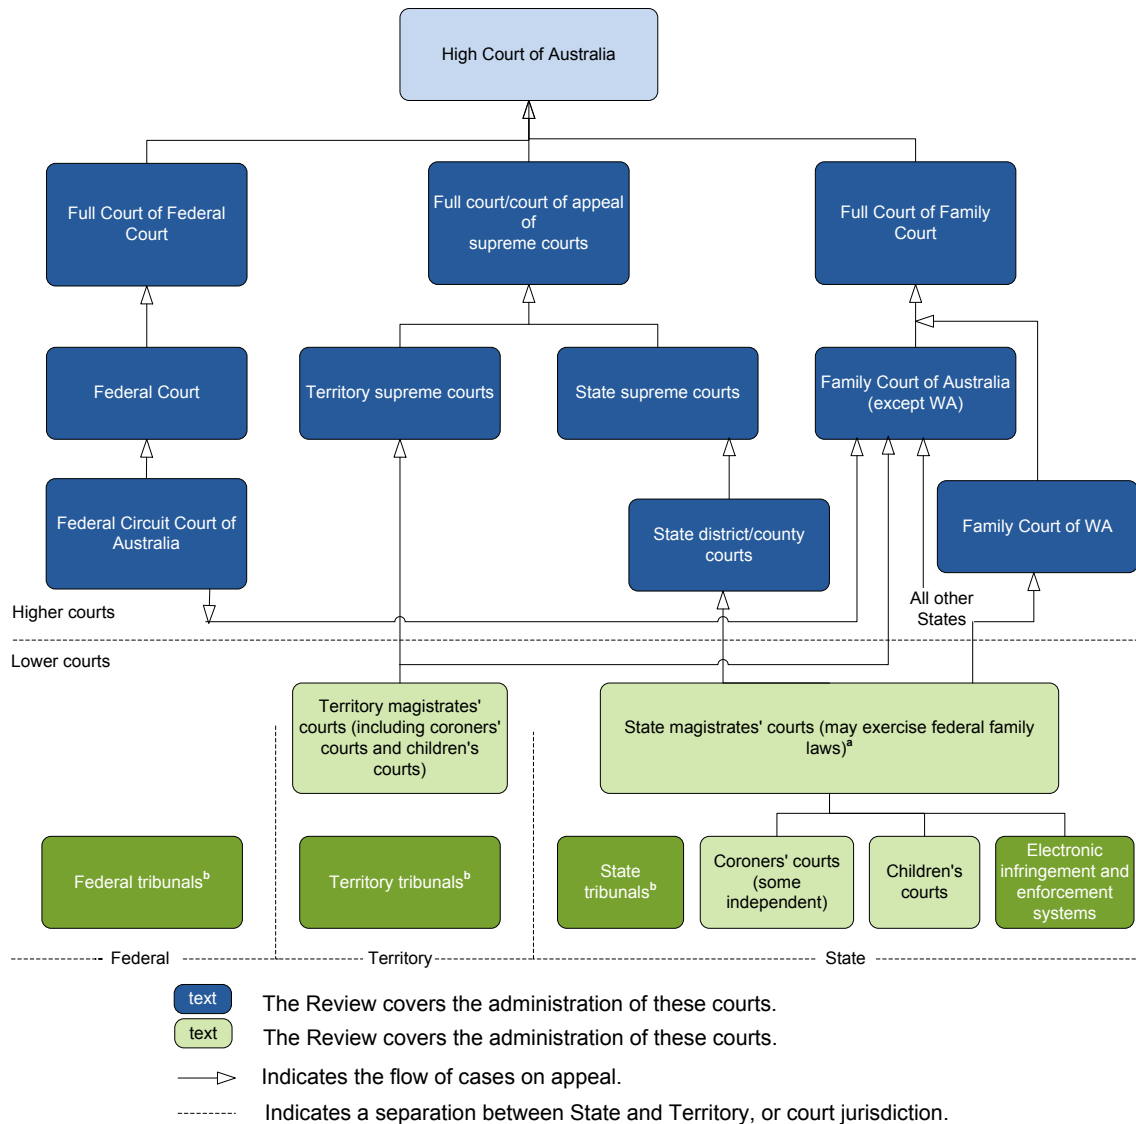 High Court of Australia
Full Court of Federal
Court
Full court/court of appeal
of
supreme courts
Full Court of Family
Court
Federal Court
Territory supreme courts
State supreme courts
Family Court of Australia
(except WA)
Federal Circuit Court of
Australia
State district/county
courts
Family Court of WA
Higher courts
All other
States
Lower courts
Territory magistrates'
courts (including coroners'
courts and children's
courts)
State magistrates' courts (may exercise federal family
laws)a
Federal tribunalsb
Territory tribunalsb
State
tribunalsb
Coroners' courts
(some
independent)
Children's
courts
Electronic
infringement and
enforcement
systems
Federal
Territory
State
text
The Review covers the administration of these courts.
text
The Review covers the administration of these courts.
Indicates the flow of cases on appeal.
Indicates a separation between State and Territory, or court jurisdiction.